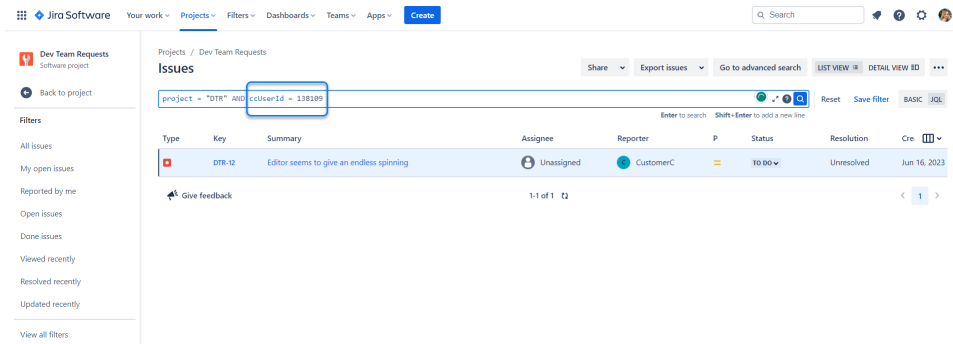 Jira Software Your work Projects Filters Dashboards Teams Apps Create Search
Dev Team Requests
Software project
Back to project
Filters
All issues
My open issues
Reported by me
Open issues
Done issues
Viewed recently
Resolved recently
Updated recently
View all filters
Projects / Dev Team Requests
Issues
Share Export issues Go to advanced search LIST VIEW DETAIL VIEW
project = "DTR" AND ccUserId = 138109 Reset Save filter BASIC JQL
Enter to search Shift+Enter to add a new line
Type Key Summary Assignee Reporter P Status Resolution Cre
DTR-12 Editor seems to give an endless spinning Unassigned C CustomerC TO DO Unresolved Jun 16, 2023
Give feedback 1-1 of 1 1